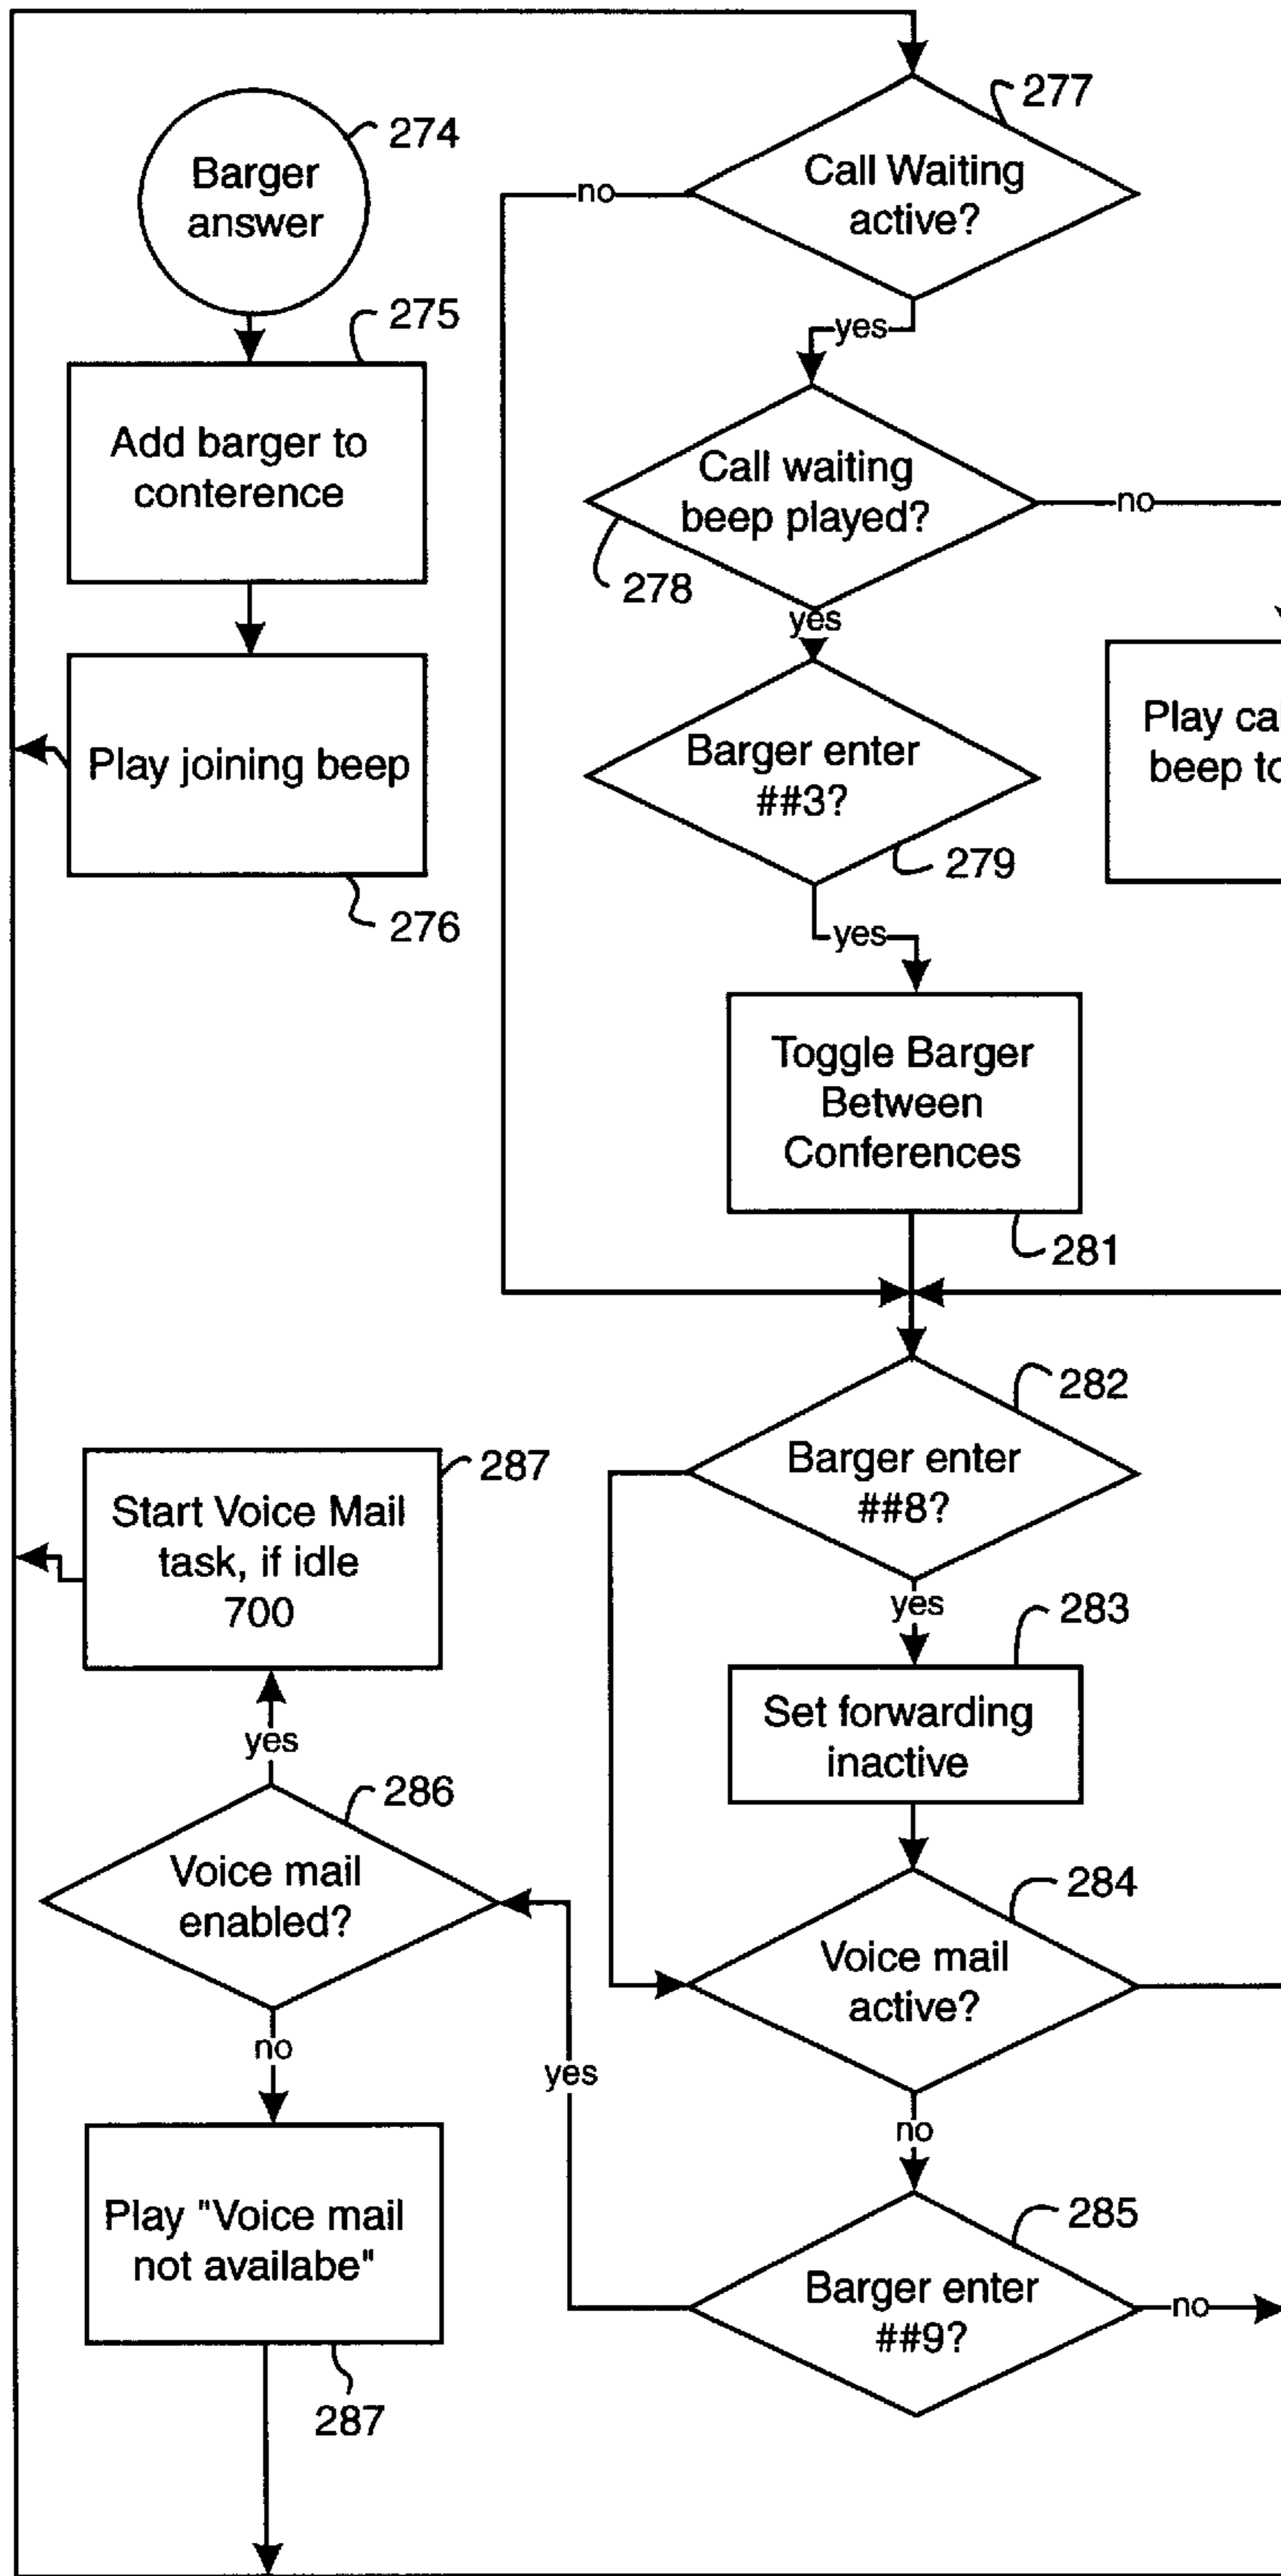 277
274
Barger
answer
Call Waiting
active?
no
275
yes
Add barger to
conterence
Call waiting
beep played?
no
278
yes
Play joining beep
276
Barger enter
##3?
279
Play cal
beep to
yes
Toggle Barger
Between
Conferences
281
282
Barger enter
##8?
287
Start Voice Mail
task, if idle
700
yes
283
Set forwarding
inactive
yes
286
Voice mail
enabled?
284
Voice mail
active?
no
yes
no
Play "Voice mail
not availabe"
287
285
Barger enter
##9?
no